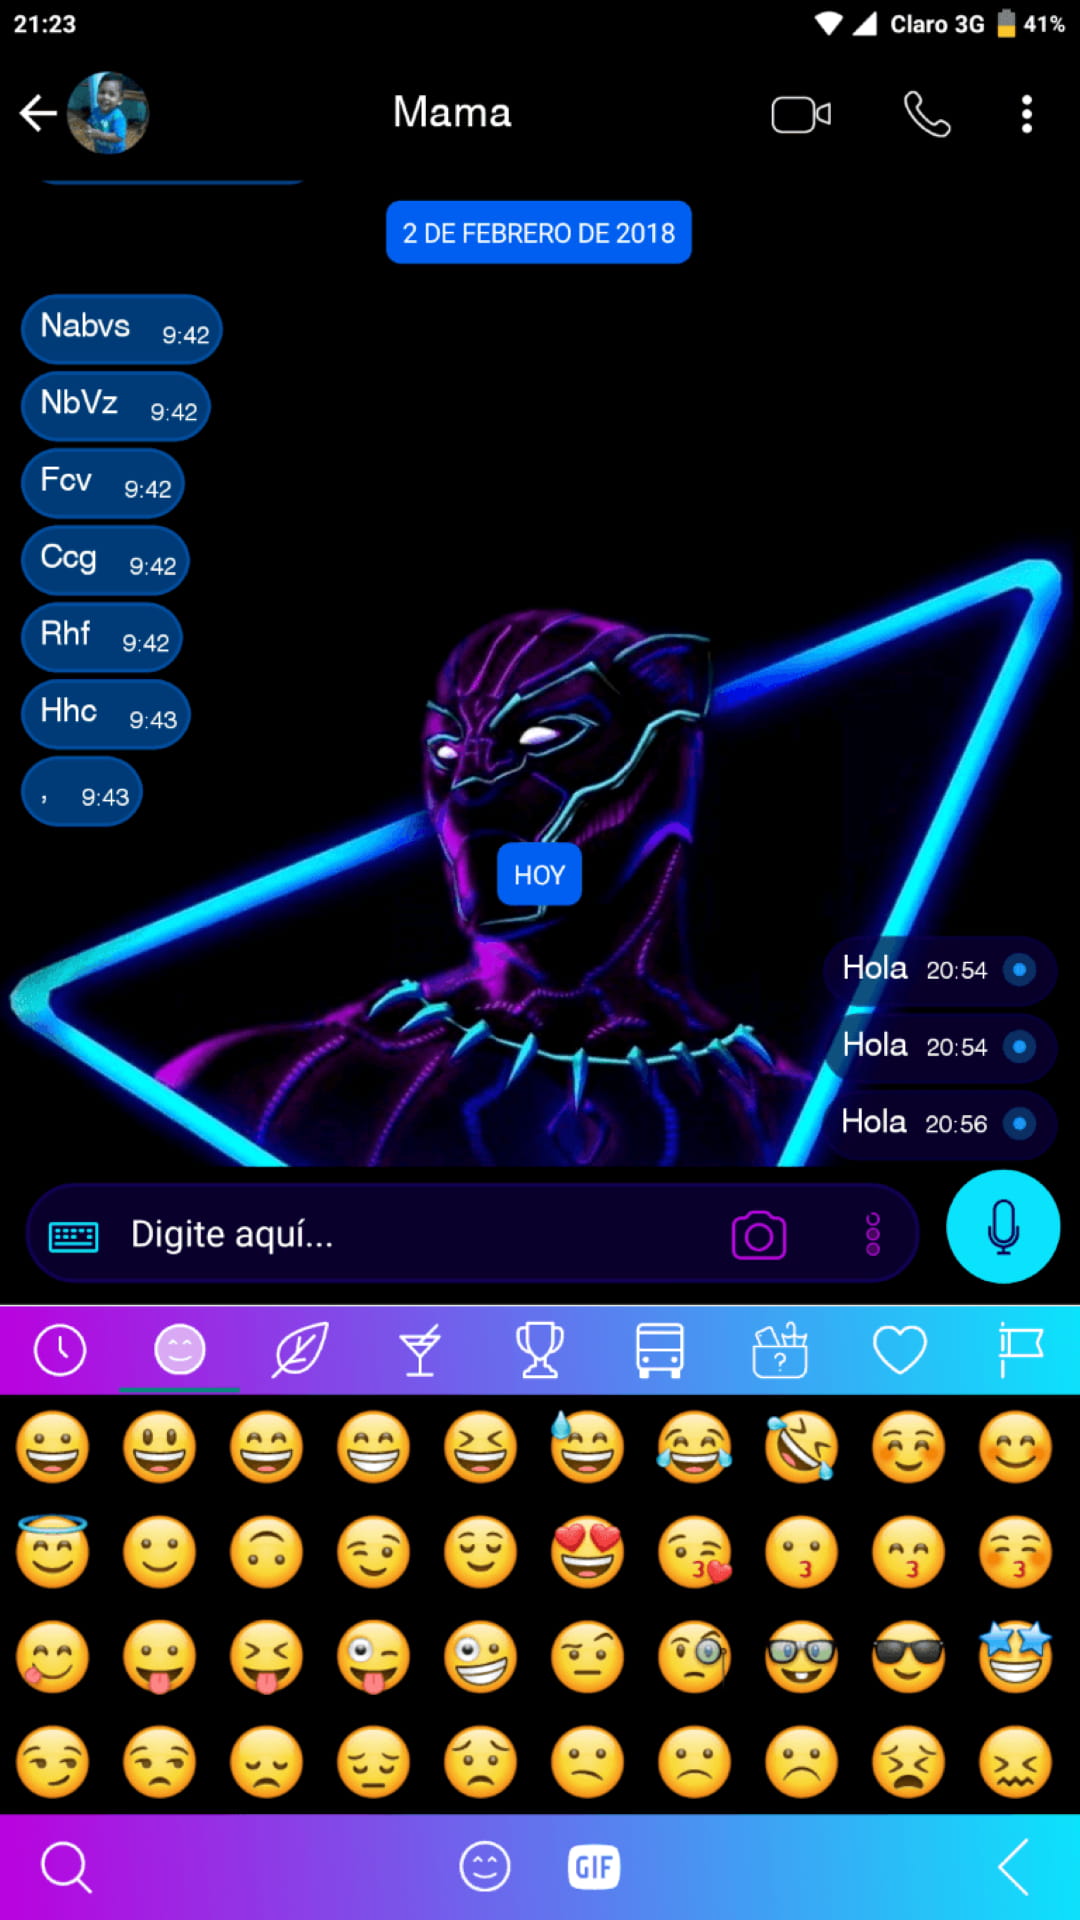 21:23 Claro 3G 41%
Mama
2 DE FEBRERO DE 2018
Nabvs 9:42
NbVz 9:42
Fcv 9:42
Ccg 9:42
Rhf 9:42
Hhc 9:43
, 9:43
HOY
Hola 20:54
Hola 20:54
Hola 20:56
Digite aquí...
?
GIF